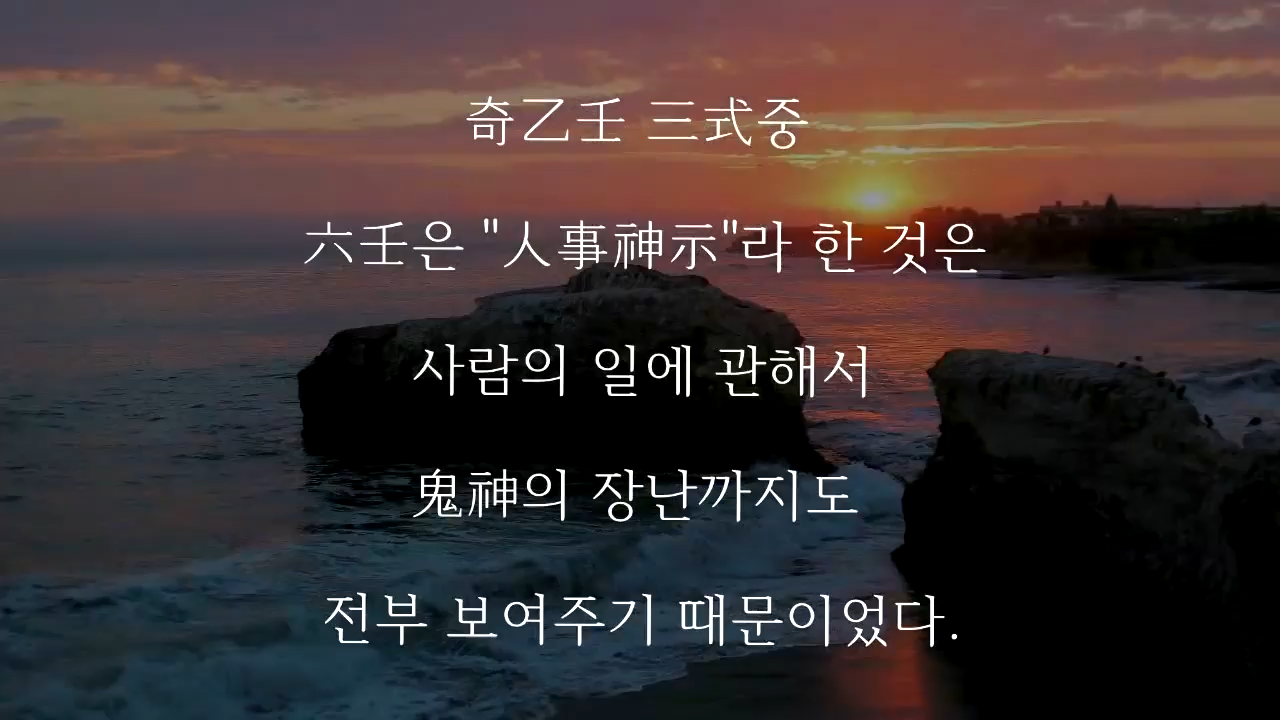 奇乙壬 三式중
六壬은 "人事神示"라 한 것은
사람의 일에 관해서
鬼神의 장난까지도
전부 보여주기 때문이었다.